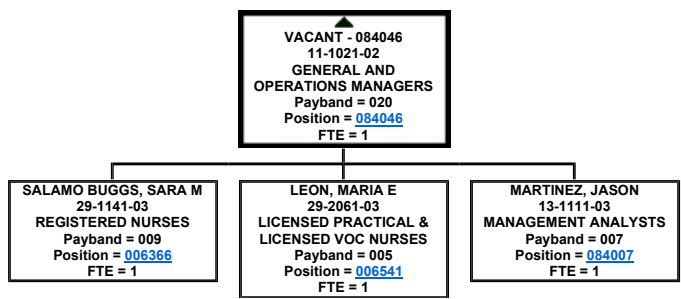 VACANT - 084046
11-1021-02
GENERAL AND
OPERATIONS MANAGERS
Payband = 020
Position = 084046
FTE = 1
SALAMO BUGGS, SARA M
29-1141-03
REGISTERED NURSES
Payband = 009
Position = 006366
FTE = 1
LEON, MARIA E
29-2061-03
LICENSED PRACTICAL &
LICENSED VOC NURSES
Payband = 005
Position = 006541
FTE = 1
MARTINEZ, JASON
13-1111-03
MANAGEMENT ANALYSTS
Payband = 007
Position = 084007
FTE = 1